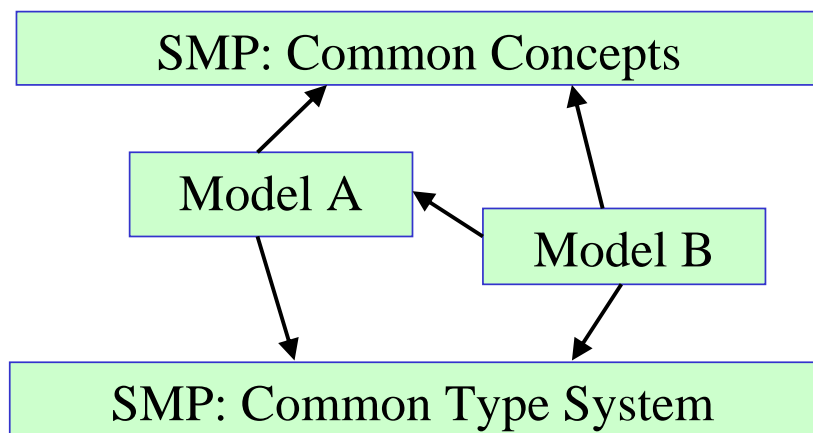 SMP: Common Concepts
Model A
Model B
SMP: Common Type System